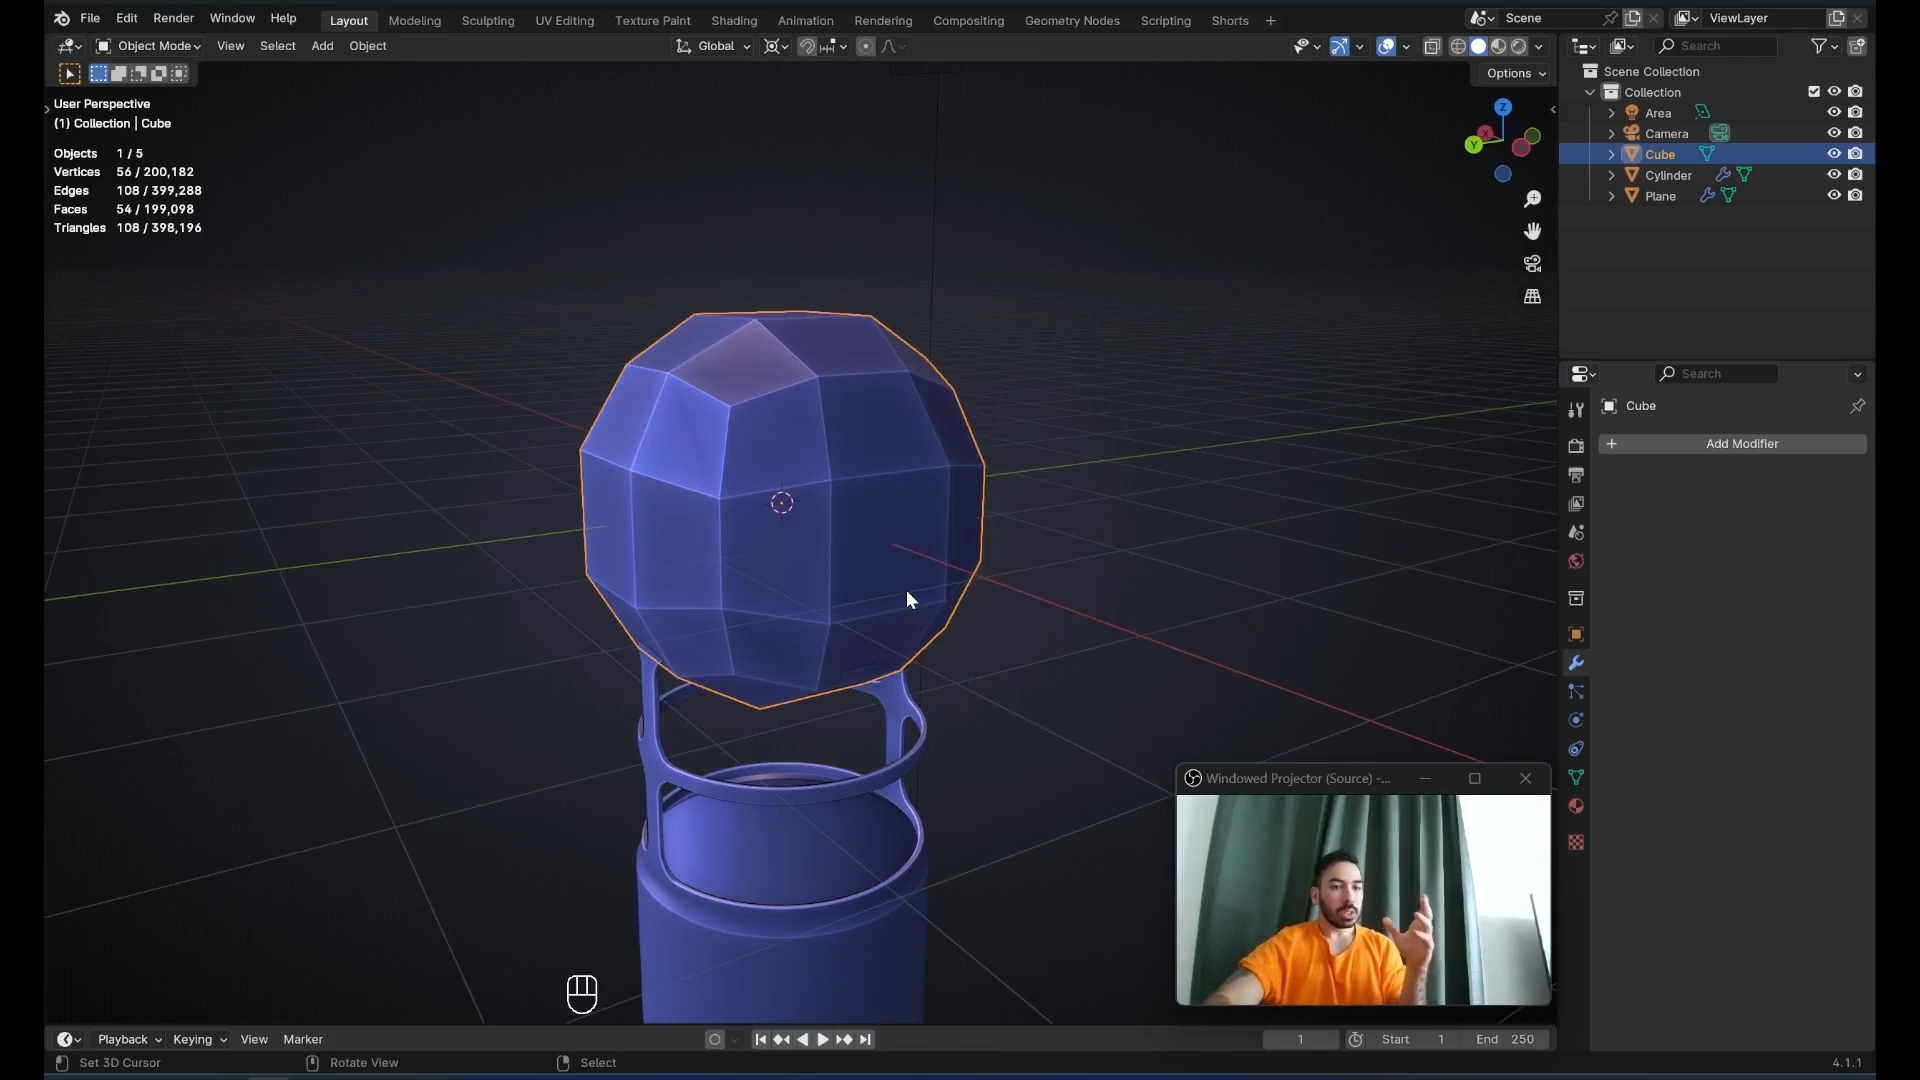 File Edit Render Window Help Layout Modeling Sculpting UV Editing Texture Paint Shading Animation Rendering Compositing Geometry Nodes Scripting Shorts + Scene ViewLayer
Object Mode View Select Add Object Global Search
Options
User Perspective
(1) Collection | Cube
Objects 1 / 5
Vertices 56 / 200,182
Edges 108 / 399,288
Faces 54 / 199,098
Triangles 108 / 398,196
Z
X
Y
Scene Collection
Collection
Area
Camera
Cube
Cylinder
Plane
Search
Cube
+ Add Modifier
Windowed Projector (Source) -...
Playback Keying View Marker 1 Start 1 End 250
Set 3D Cursor Rotate View Select 4.1.1